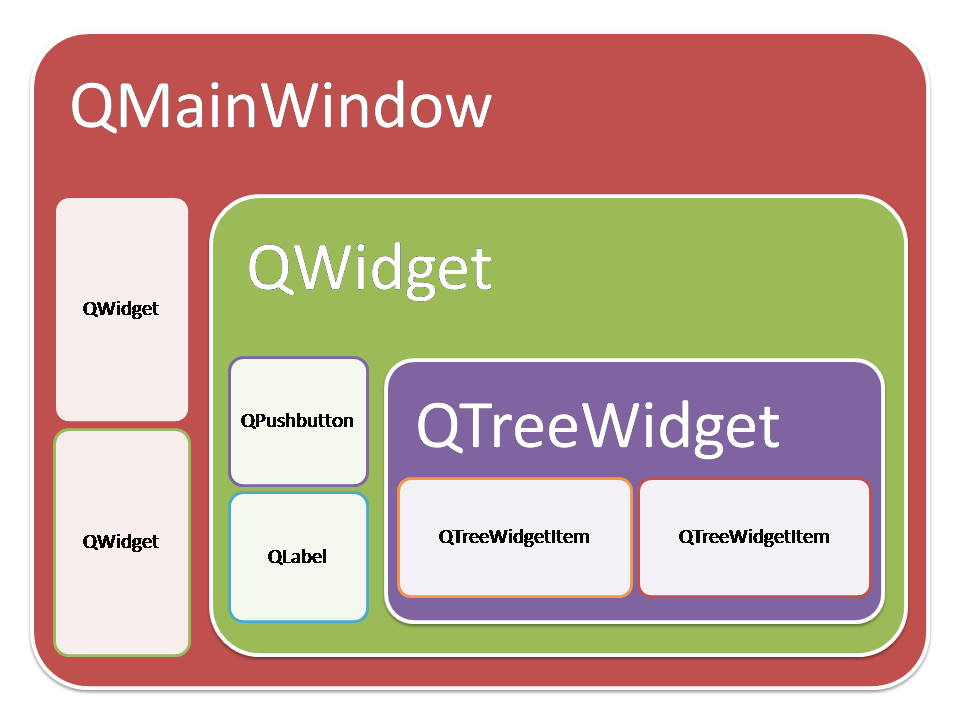 QMainWindow
QWidget
QWidget
QWidget
QPushbutton
QLabel
QTreeWidget
QTreeWidgetItem
QTreeWidgetItem